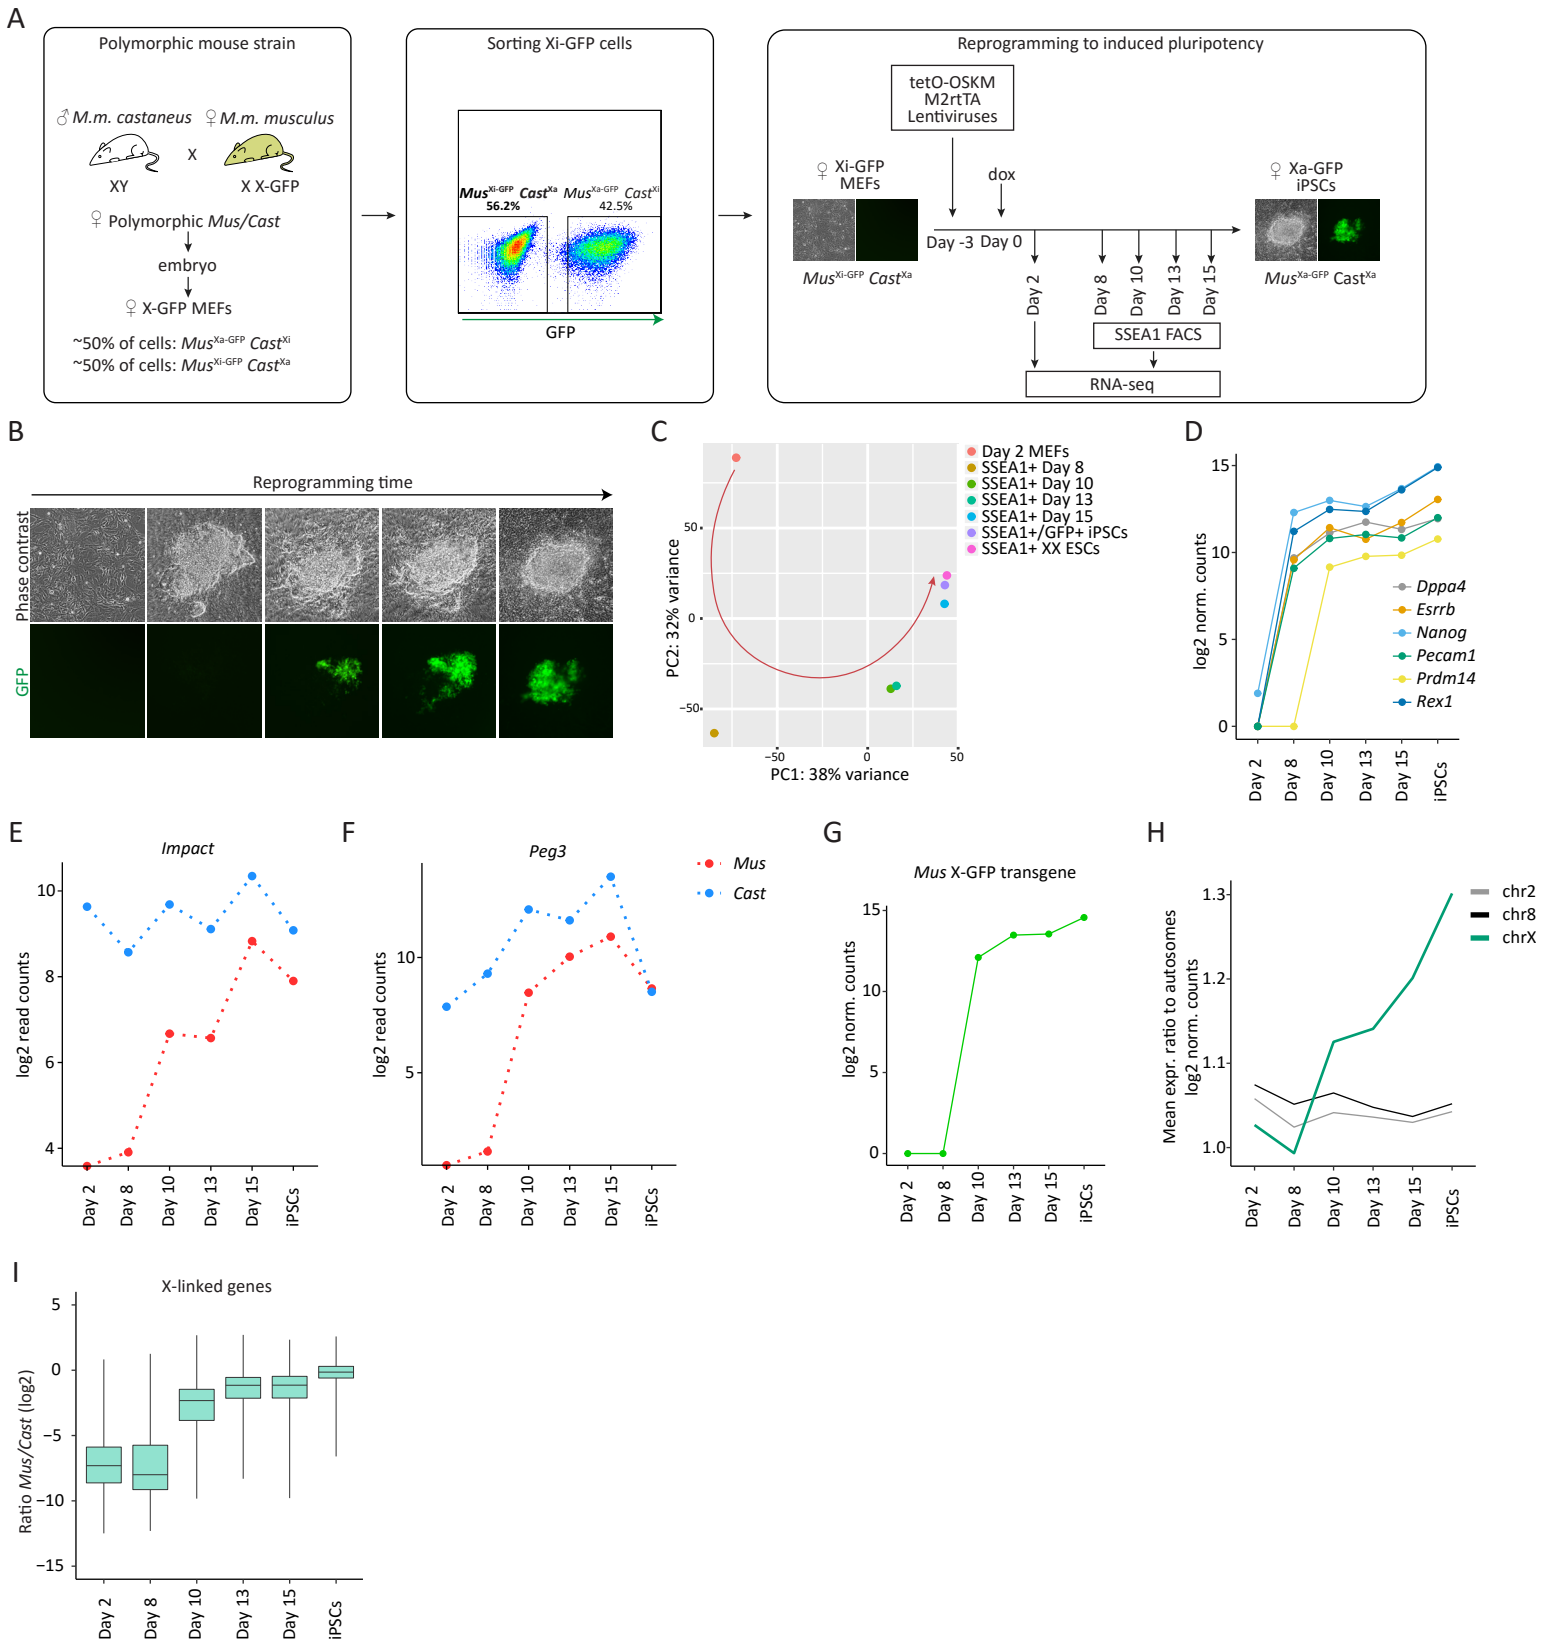 A
Polymorphic mouse strain
♂ M.m. castaneus ♀ M.m. musculus
X
XY X X-GFP
♀ Polymorphic Mus/Cast
embryo
♀ X-GFP MEFs
~50% of cells: Mus^Xa-GFP Cast^Xi
~50% of cells: Mus^Xi-GFP Cast^Xa
Sorting Xi-GFP cells
Mus^Xi-GFP Cast^Xa Mus^Xa-GFP Cast^Xi
56.2% 42.5%
GFP
Reprogramming to induced pluripotency
tetO-OSKM
M2rtTA
Lentiviruses
♀ Xi-GFP
MEFs
dox
♀ Xa-GFP
iPSCs
Day -3 Day 0
Mus^Xi-GFP Cast^Xa
Mus^Xa-GFP Cast^Xa
Day 2
Day 8
Day 10
Day 13
Day 15
SSEA1 FACS
RNA-seq
B
Reprogramming time
Phase contrast
GFP
C
Day 2 MEFs
SSEA1+ Day 8
SSEA1+ Day 10
SSEA1+ Day 13
SSEA1+ Day 15
SSEA1+/GFP+ iPSCs
SSEA1+ XX ESCs
PC2: 32% variance
50
0
−50
−50 0 50
PC1: 38% variance
D
log2 norm. counts
15
10
5
0
Dppa4
Esrrb
Nanog
Pecam1
Prdm14
Rex1
Day 2
Day 8
Day 10
Day 13
Day 15
iPSCs
E
Impact
log2 read counts
10
8
6
4
Day 2
Day 8
Day 10
Day 13
Day 15
iPSCs
F
Peg3
Mus
Cast
log2 read counts
10
5
Day 2
Day 8
Day 10
Day 13
Day 15
iPSCs
G
Mus X-GFP transgene
log2 norm. counts
15
10
5
0
Day 2
Day 8
Day 10
Day 13
Day 15
iPSCs
H
Mean expr. ratio to autosomes
log2 norm. counts
1.3
1.2
1.1
1.0
chr2
chr8
chrX
Day 2
Day 8
Day 10
Day 13
Day 15
iPSCs
I
X-linked genes
Ratio Mus/Cast (log2)
5
0
−5
−10
−15
Day 2
Day 8
Day 10
Day 13
Day 15
iPSCs